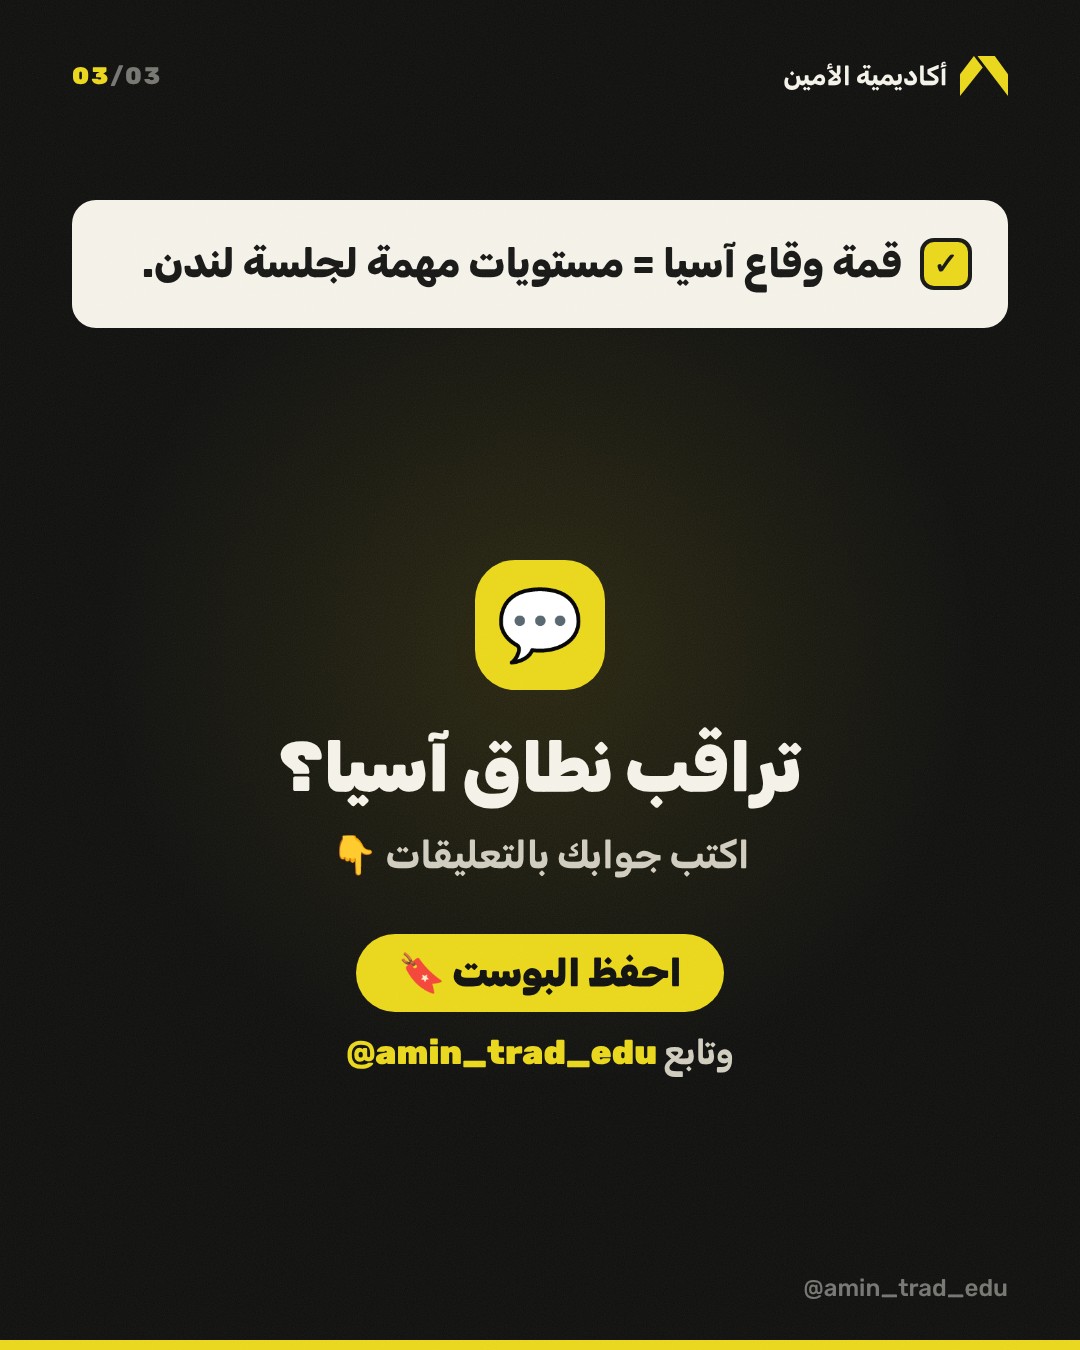 أكاديمية الأمين
03/03
✓ قمة وقاع آسيا = مستويات مهمة لجلسة لندن.
تراقب نطاق آسيا؟
اكتب جوابك بالتعليقات 👇
احفظ البوست 🔖
وتابع @amin_trad_edu
@amin_trad_edu